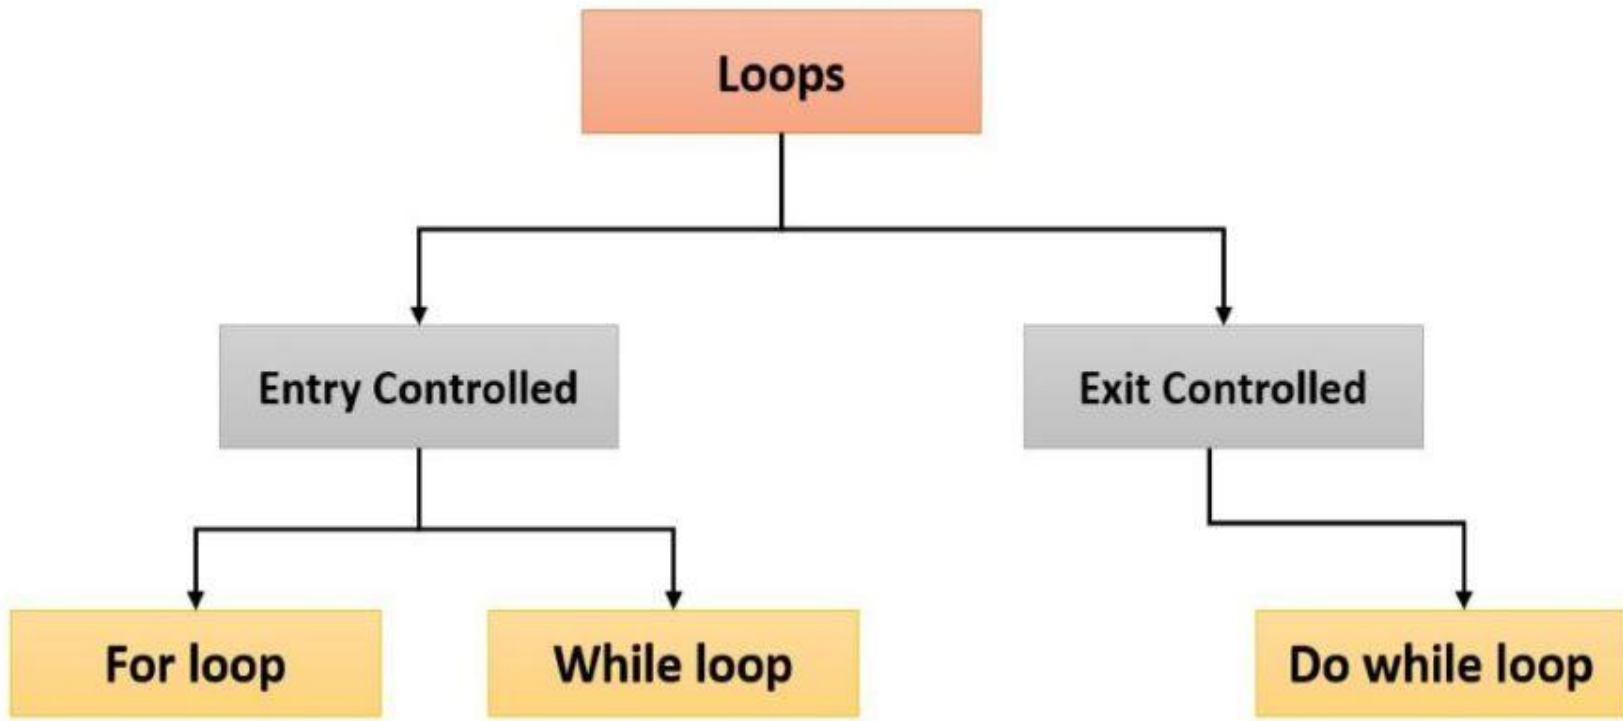 Loops
Entry Controlled
Exit Controlled
For loop
While loop
Do while loop